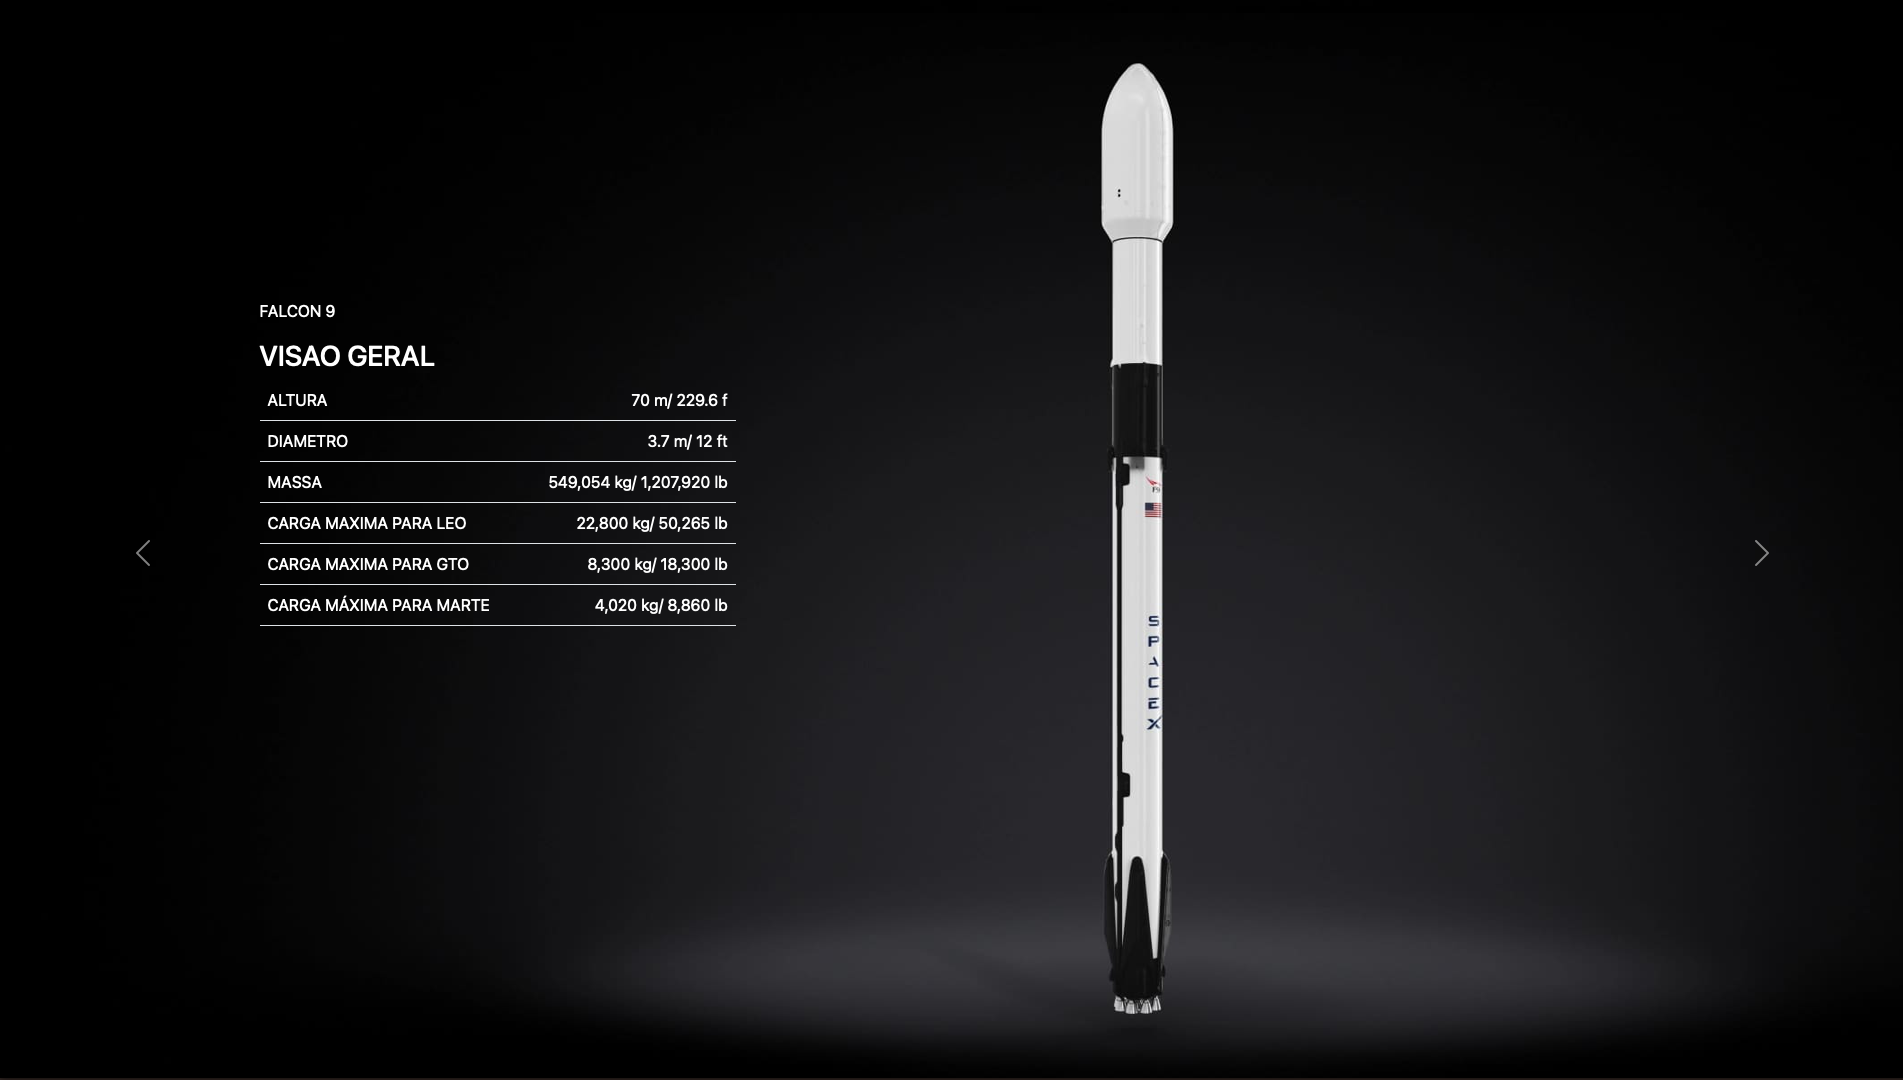 FALCON 9
VISAO GERAL
ALTURA 70 m/ 229.6 f
DIAMETRO 3.7 m/ 12 ft
MASSA 549,054 kg/ 1,207,920 lb
CARGA MAXIMA PARA LEO 22,800 kg/ 50,265 lb
CARGA MAXIMA PARA GTO 8,300 kg/ 18,300 lb
CARGA MÁXIMA PARA MARTE 4,020 kg/ 8,860 lb
F9
SPACEX